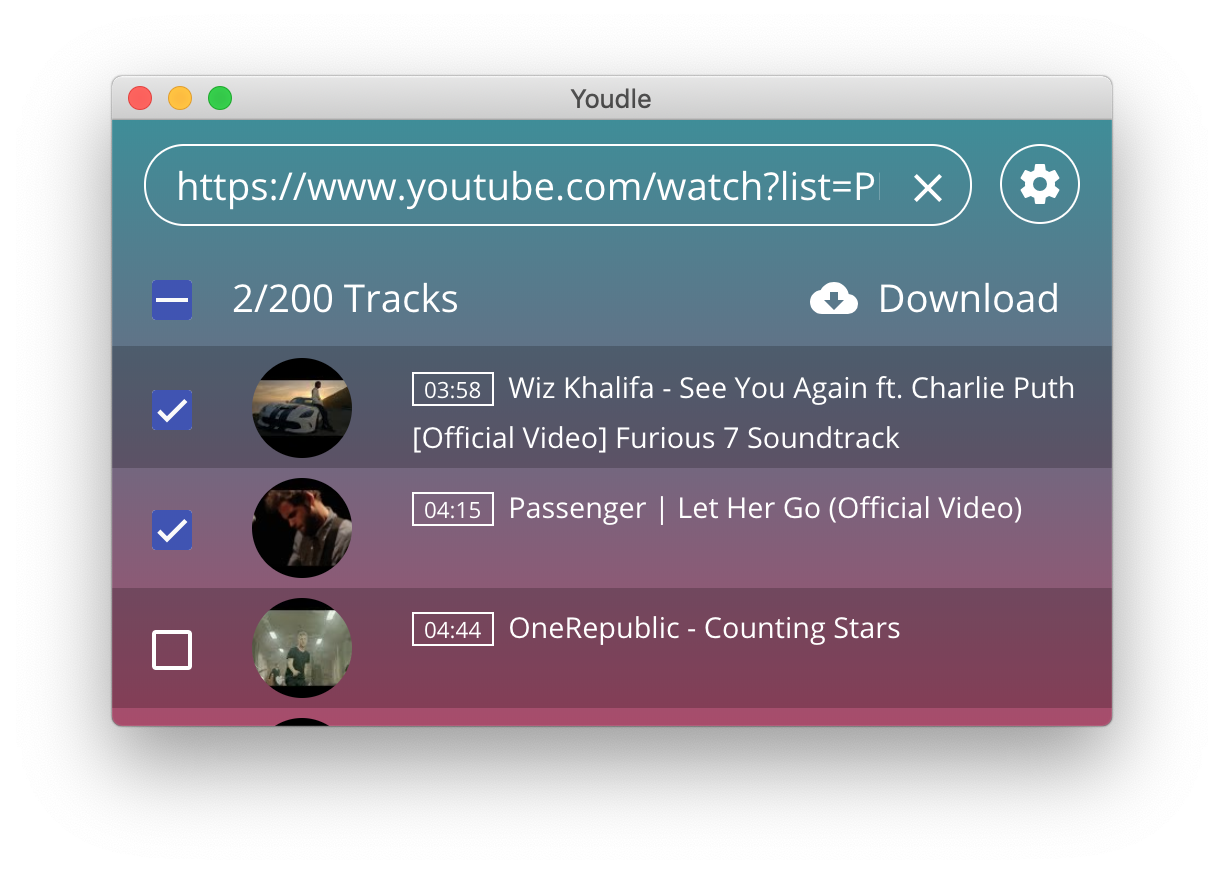 Youdle
https://www.youtube.com/watch?list=P
2/200 Tracks
Download
03:58 Wiz Khalifa - See You Again ft. Charlie Puth
[Official Video] Furious 7 Soundtrack
04:15 Passenger | Let Her Go (Official Video)
04:44 OneRepublic - Counting Stars